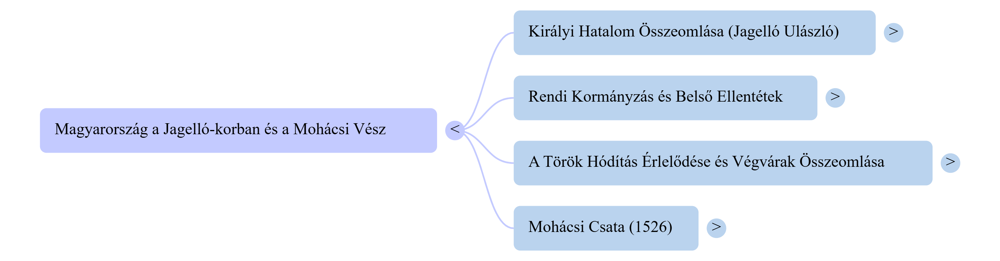 Királyi Hatalom Összeomlása (Jagelló Ulászló) >
Rendi Kormányzás és Belső Ellentétek >
Magyarország a Jagelló-korban és a Mohácsi Vész <
A Török Hódítás Érlelődése és Végvárak Összeomlása >
Mohácsi Csata (1526) >